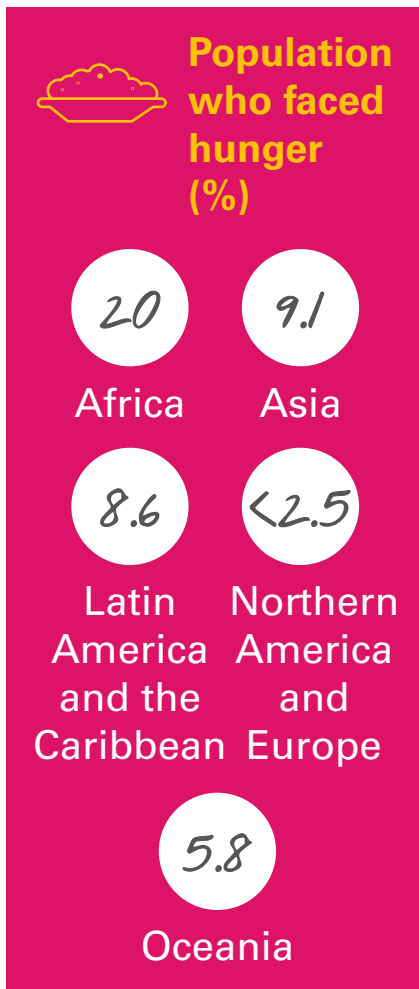 Population
who faced
hunger
(%)
20
9.1
Africa
Asia
8.6
<2.5
Latin
America
and the
Caribbean
Northern
America
and
Europe
5.8
Oceania